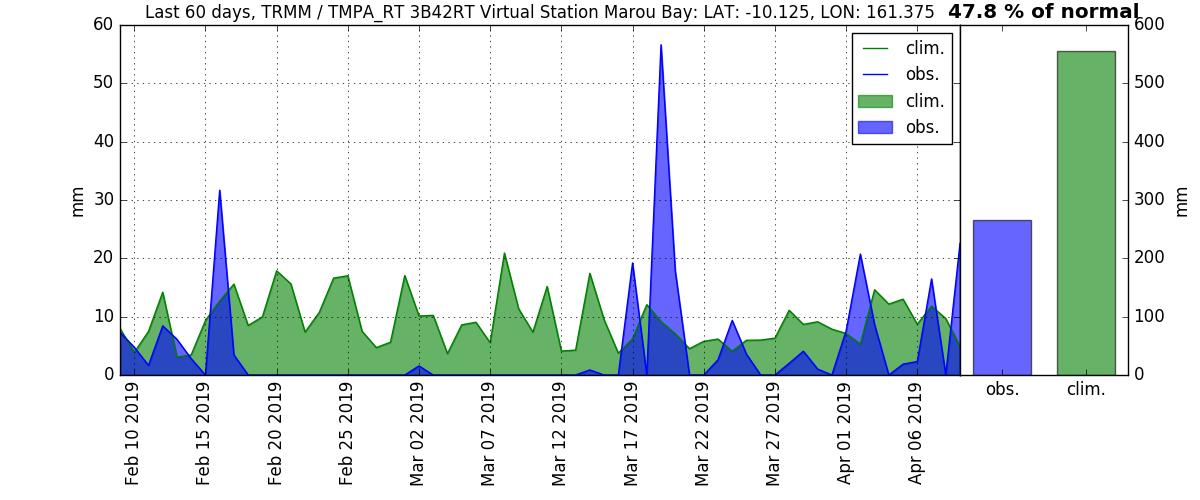 Last 60 days, TRMM / TMPA_RT 3B42RT Virtual Station Marou Bay: LAT: -10.125, LON: 161.375 47.8 % of normal
60
50
40
30
20
10
0
mm
clim.
obs.
clim.
obs.
600
500
400
300
200
100
0
mm
obs.
clim.
Feb 10 2019
Feb 15 2019
Feb 20 2019
Feb 25 2019
Mar 02 2019
Mar 07 2019
Mar 12 2019
Mar 17 2019
Mar 22 2019
Mar 27 2019
Apr 01 2019
Apr 06 2019